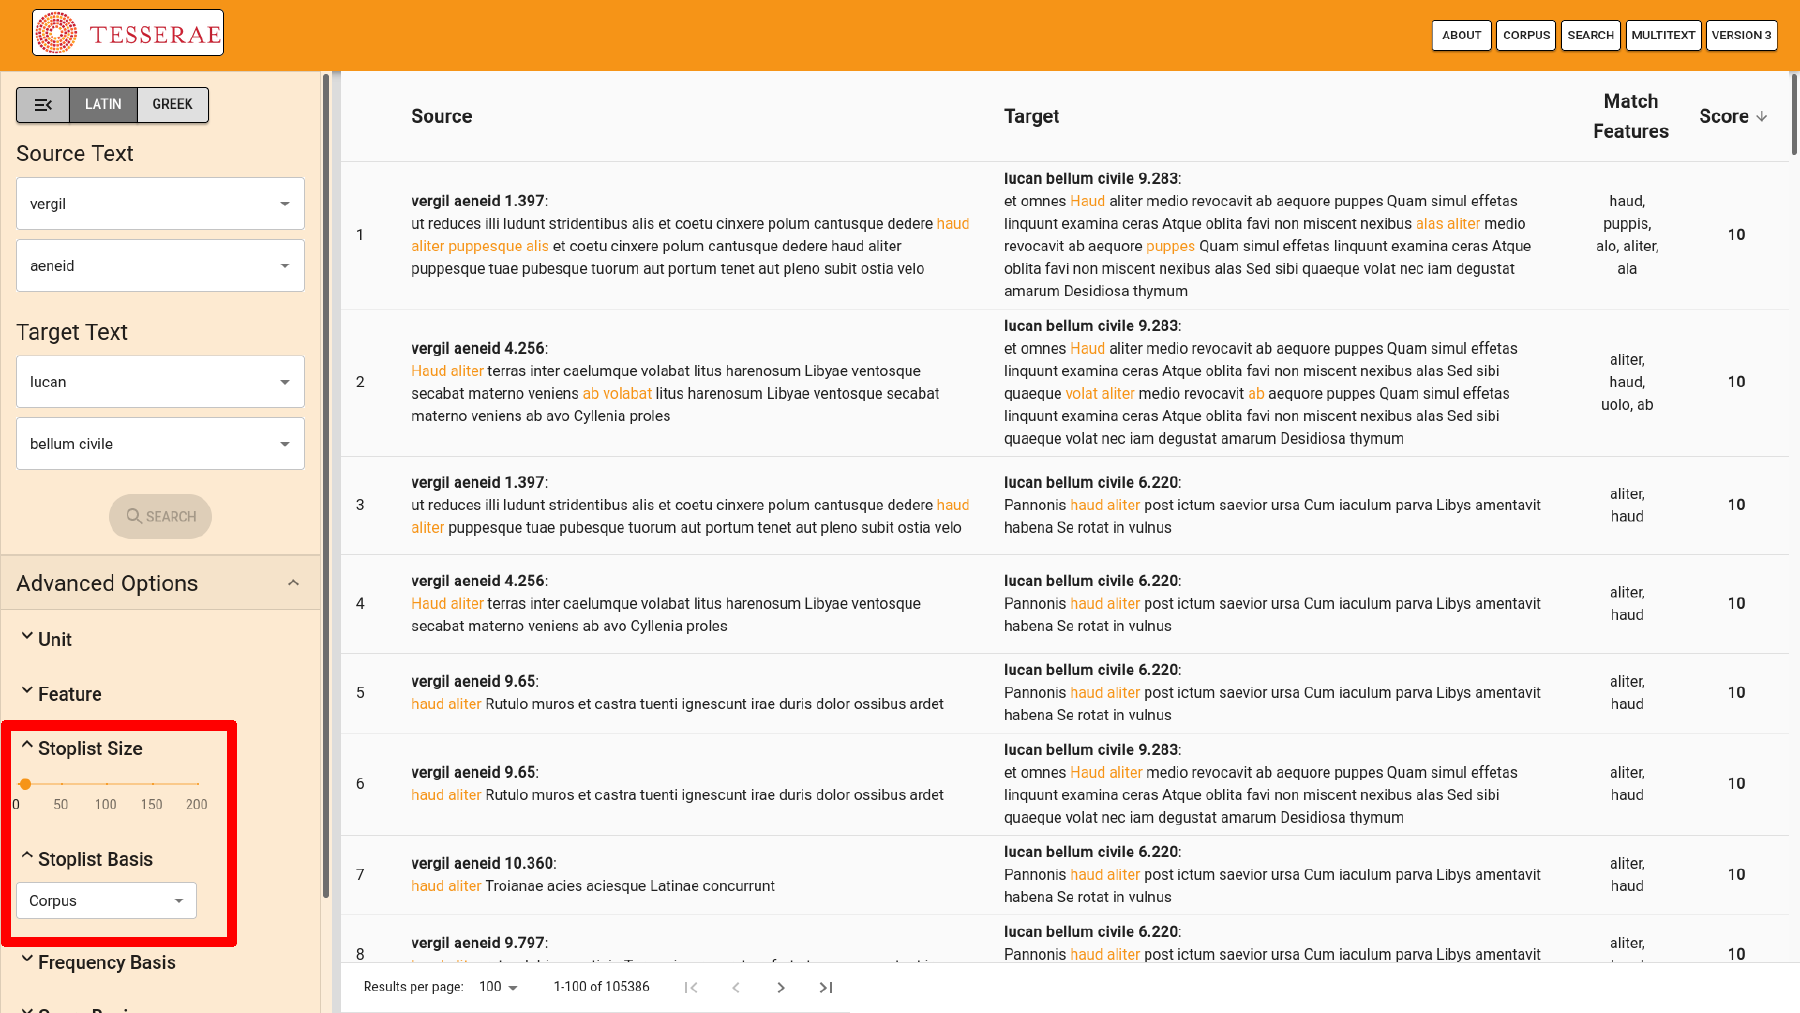 TESSERAE
ABOUT
CORPUS
SEARCH
MULTITEXT
VERSION 3
LATIN
GREEK
Source Text
vergil
aeneid
Target Text
lucan
bellum civile
SEARCH
Advanced Options
Unit
Feature
Stoplist Size
0 50 100 150 200
Stoplist Basis
Corpus
Frequency Basis
Source
Target
Match
Features
Score
1
vergil aeneid 1.397:
ut reduces illi ludunt stridentibus alis et coetu cinxere polum cantusque dedere haud
aliter puppesque alis et coetu cinxere polum cantusque dedere haud aliter
puppesque tuae pubesque tuorum aut portum tenet aut pleno subit ostia velo
lucan bellum civile 9.283:
et omnes Haud aliter medio revocavit ab aequore puppes Quam simul effetas
linquunt examina ceras Atque oblita favi non miscent nexibus alas aliter medio
revocavit ab aequore puppes Quam simul effetas linquunt examina ceras Atque
oblita favi non miscent nexibus alas Sed sibi quaeque volat nec iam degustat
amarum Desidiosa thymum
haud,
puppis,
alo, aliter,
ala
10
2
vergil aeneid 4.256:
Haud aliter terras inter caelumque volabat litus harenosum Libyae ventosque
secabat materno veniens ab volabat litus harenosum Libyae ventosque secabat
materno veniens ab avo Cyllenia proles
lucan bellum civile 9.283:
et omnes Haud aliter medio revocavit ab aequore puppes Quam simul effetas
linquunt examina ceras Atque oblita favi non miscent nexibus alas Sed sibi
quaeque volat aliter medio revocavit ab aequore puppes Quam simul effetas
linquunt examina ceras Atque oblita favi non miscent nexibus alas Sed sibi
quaeque volat nec iam degustat amarum Desidiosa thymum
aliter,
haud,
uolo, ab
10
3
vergil aeneid 1.397:
ut reduces illi ludunt stridentibus alis et coetu cinxere polum cantusque dedere haud
aliter puppesque tuae pubesque tuorum aut portum tenet aut pleno subit ostia velo
lucan bellum civile 6.220:
Pannonis haud aliter post ictum saevior ursa Cum iaculum parva Libys amentavit
habena Se rotat in vulnus
aliter,
haud
10
4
vergil aeneid 4.256:
Haud aliter terras inter caelumque volabat litus harenosum Libyae ventosque
secabat materno veniens ab avo Cyllenia proles
lucan bellum civile 6.220:
Pannonis haud aliter post ictum saevior ursa Cum iaculum parva Libys amentavit
habena Se rotat in vulnus
aliter,
haud
10
5
vergil aeneid 9.65:
haud aliter Rutulo muros et castra tuenti ignescunt irae duris dolor ossibus ardet
lucan bellum civile 6.220:
Pannonis haud aliter post ictum saevior ursa Cum iaculum parva Libys amentavit
habena Se rotat in vulnus
aliter,
haud
10
6
vergil aeneid 9.65:
haud aliter Rutulo muros et castra tuenti ignescunt irae duris dolor ossibus ardet
lucan bellum civile 9.283:
et omnes Haud aliter medio revocavit ab aequore puppes Quam simul effetas
linquunt examina ceras Atque oblita favi non miscent nexibus alas Sed sibi
quaeque volat nec iam degustat amarum Desidiosa thymum
aliter,
haud
10
7
vergil aeneid 10.360:
haud aliter Troianae acies aciesque Latinae concurrunt
lucan bellum civile 6.220:
Pannonis haud aliter post ictum saevior ursa Cum iaculum parva Libys amentavit
habena Se rotat in vulnus
aliter,
haud
10
8
vergil aeneid 9.797:
lucan bellum civile 6.220:
Pannonis haud aliter post ictum saevior ursa Cum iaculum parva Libys amentavit
aliter,
10
Results per page: 100
1-100 of 105386